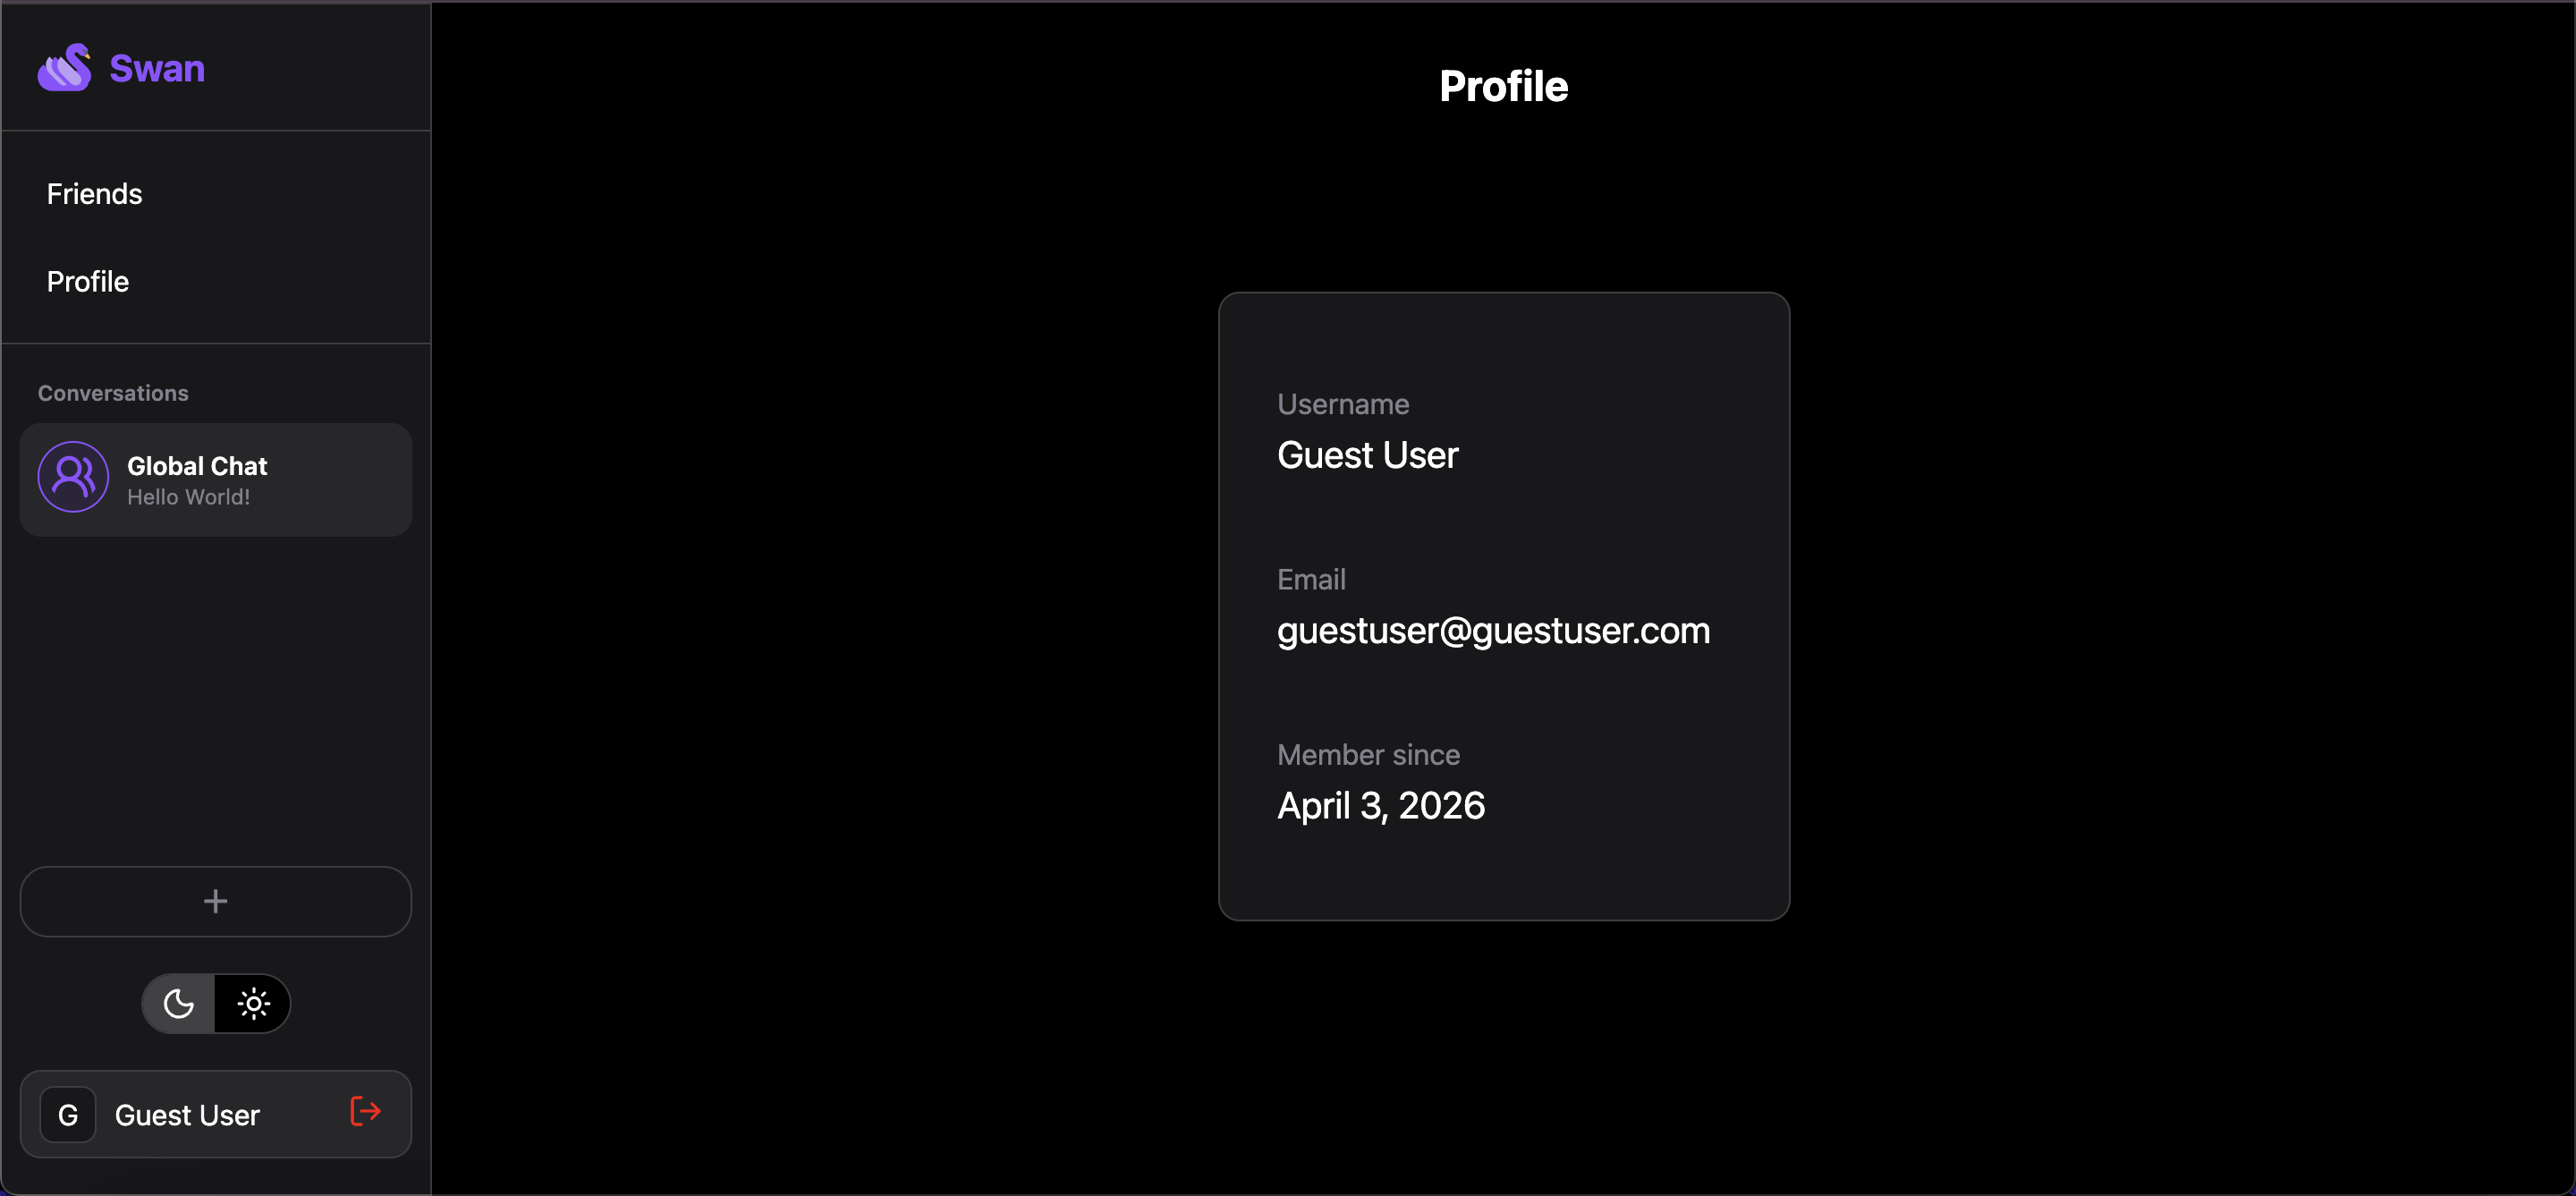 Swan
Friends
Profile
Conversations
Global Chat
Hello World!
+
G
Guest User
Profile
Username
Guest User
Email
guestuser@guestuser.com
Member since
April 3, 2026